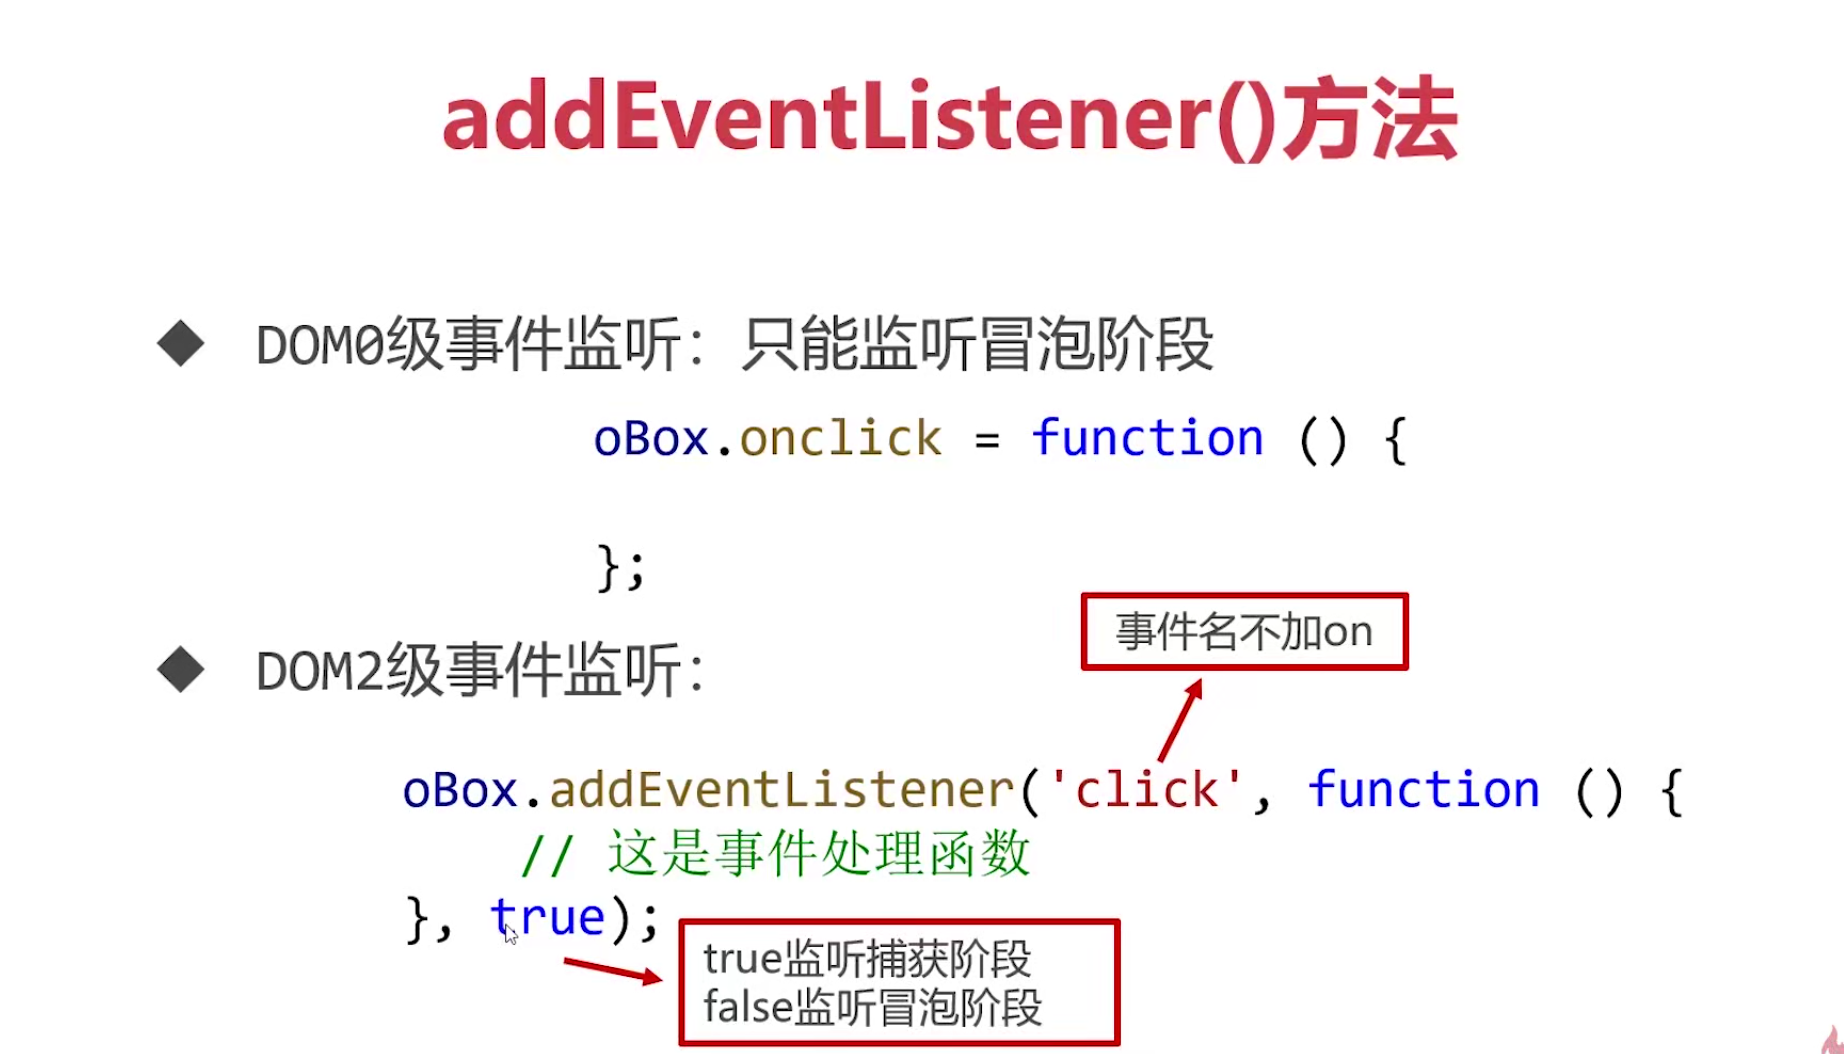 addEventListener()方法
DOM0级事件监听：只能监听冒泡阶段
oBox.onclick = function () {
};
事件名不加on
DOM2级事件监听：
oBox.addEventListener('click', function () {
// 这是事件处理函数
}, true);
true监听捕获阶段
false监听冒泡阶段